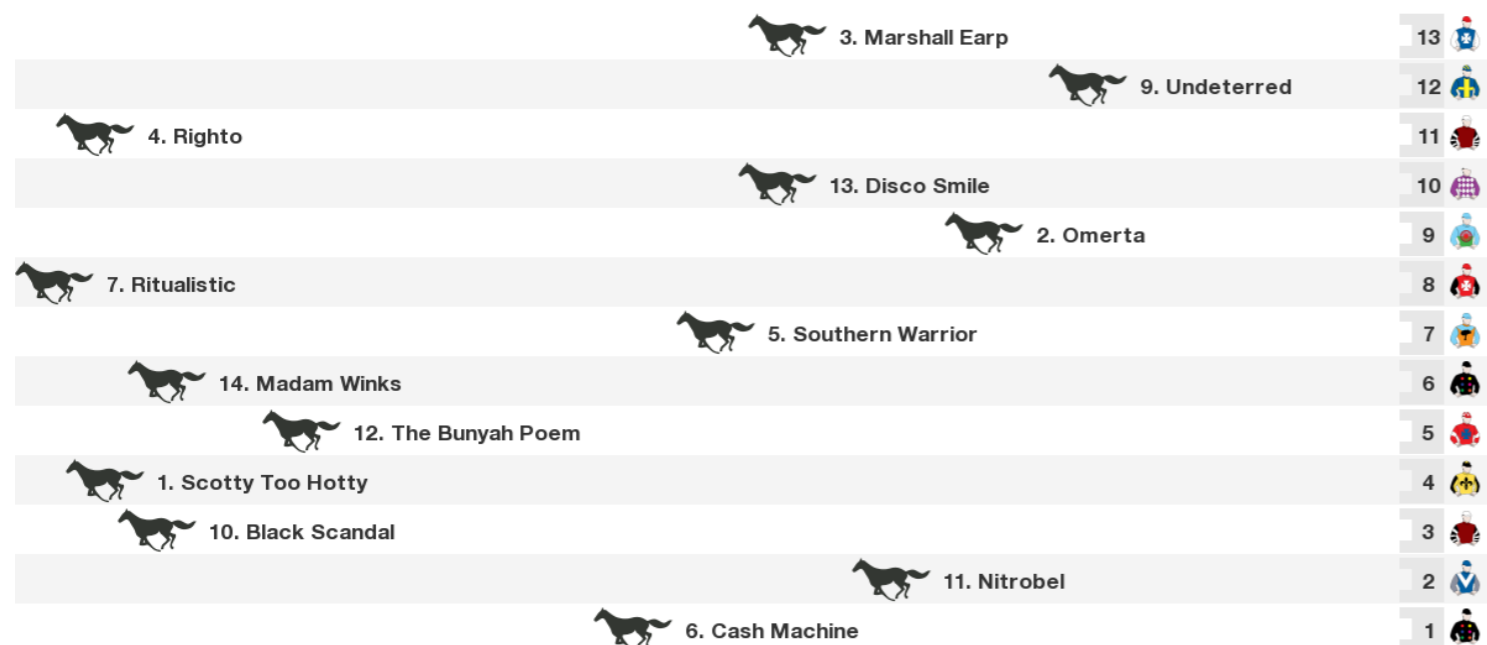 3. Marshall Earp 13
9. Undeterred 12
4. Righto 11
13. Disco Smile 10
2. Omerta 9
7. Ritualistic 8
5. Southern Warrior 7
14. Madam Winks 6
12. The Bunyah Poem 5
1. Scotty Too Hotty 4
10. Black Scandal 3
11. Nitrobel 2
6. Cash Machine 1